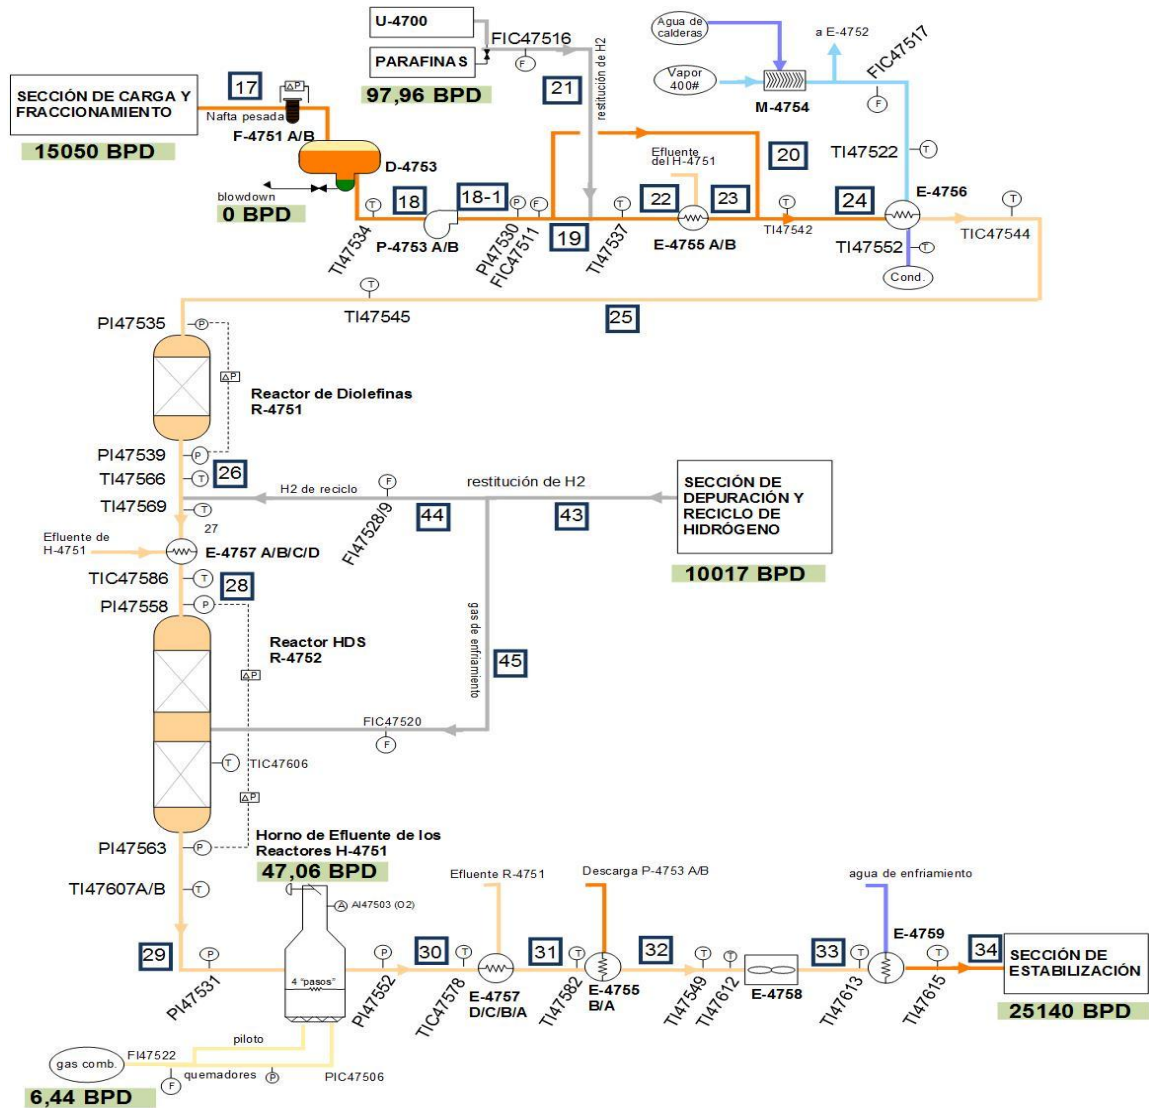 U-4700
FIC47516
PARAFINAS
97,96 BPD
F
21
restitución de H2
Agua de
calderas
a E-4752
FIC47517
Vapor
400#
M-4754
F
SECCIÓN DE CARGA Y
FRACCIONAMIENTO
15050 BPD
17
△P
Nafta pesada
F-4751 A/B
D-4753
blowdown
0 BPD
T
TI47534
18
P-4753 A/B
18-1
P
F
PI47530
FIC47511
19
T
TI47537
Efluente
del H-4751
22
23
E-4755 A/B
20
T
TI47542
24
TI47522
T
E-4756
TI47552
T
Cond.
T
TIC47544
T
TI47545
25
PI47535
P
△P
Reactor de Diolefinas
R-4751
PI47539
P
TI47566
T
26
TI47569
T
27
H2 de reciclo
F
FI47528/9
44
restitución de H2
43
SECCIÓN DE
DEPURACIÓN Y
RECICLO DE
HIDRÓGENO
10017 BPD
Efluente de
H-4751
E-4757 A/B/C/D
TIC47586
T
28
PI47558
P
Reactor HDS
R-4752
△P
gas de enfriamiento
45
FIC47520
F
T
TIC47606
△P
PI47563
P
TI47607A/B
T
29
P
PI47531
Horno de Efluente de los
Reactores H-4751
47,06 BPD
A
AI47503 (O2)
4 "pasos"
P
PI47552
30
T
TIC47578
Efluente R-4751
E-4757
D/C/B/A
31
T
TI47582
Descarga P-4753 A/B
E-4755
B/A
32
T
TI47549
T
TI47612
E-4758
33
T
TI47613
agua de enfriamiento
E-4759
T
TI47615
34
SECCIÓN DE
ESTABILIZACIÓN
25140 BPD
piloto
gas comb.
FI47522
F
quemadores
P
PIC47506
6,44 BPD